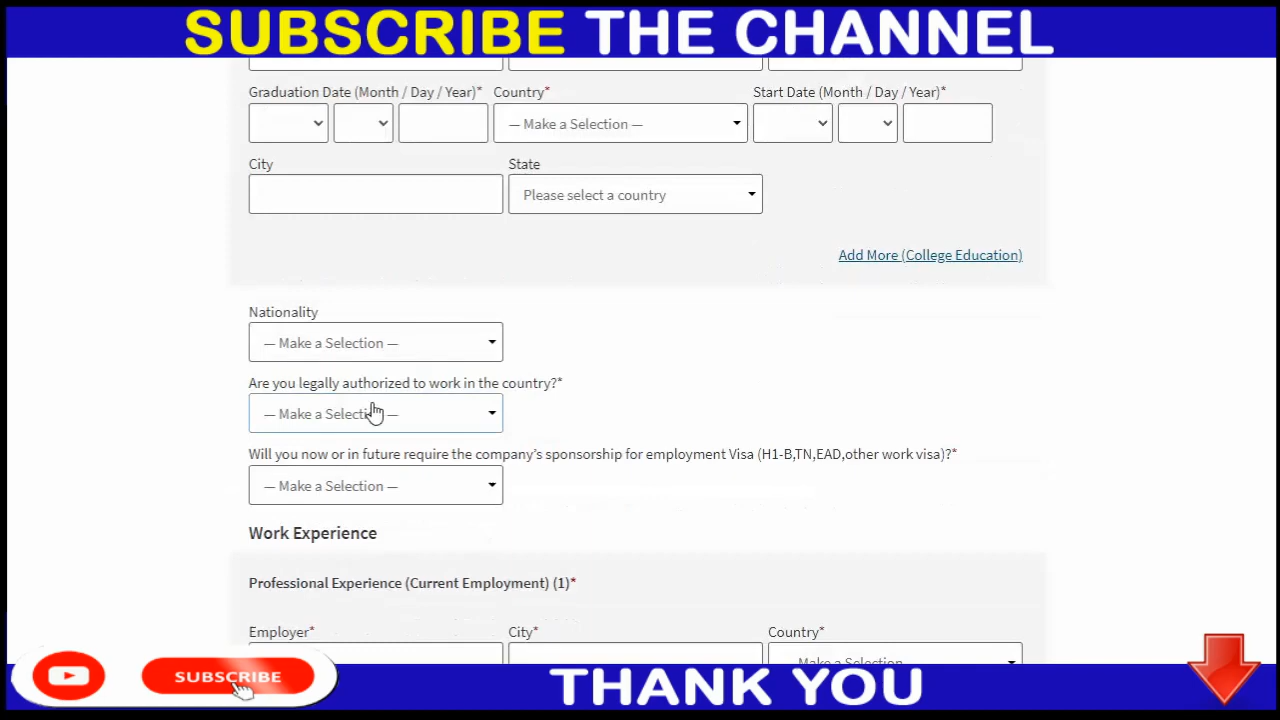 SUBSCRIBE THE CHANNEL
Graduation Date (Month / Day / Year)* Country* Start Date (Month / Day / Year)*
— Make a Selection —
City State
Please select a country
Add More (College Education)
Nationality
— Make a Selection —
Are you legally authorized to work in the country?*
— Make a Selection —
Will you now or in future require the company's sponsorship for employment Visa (H1-B,TN,EAD,other work visa)?*
— Make a Selection —
Work Experience
Professional Experience (Current Employment) (1)*
Employer* City* Country*
— Make a Selection —
SUBSCRIBE
THANK YOU